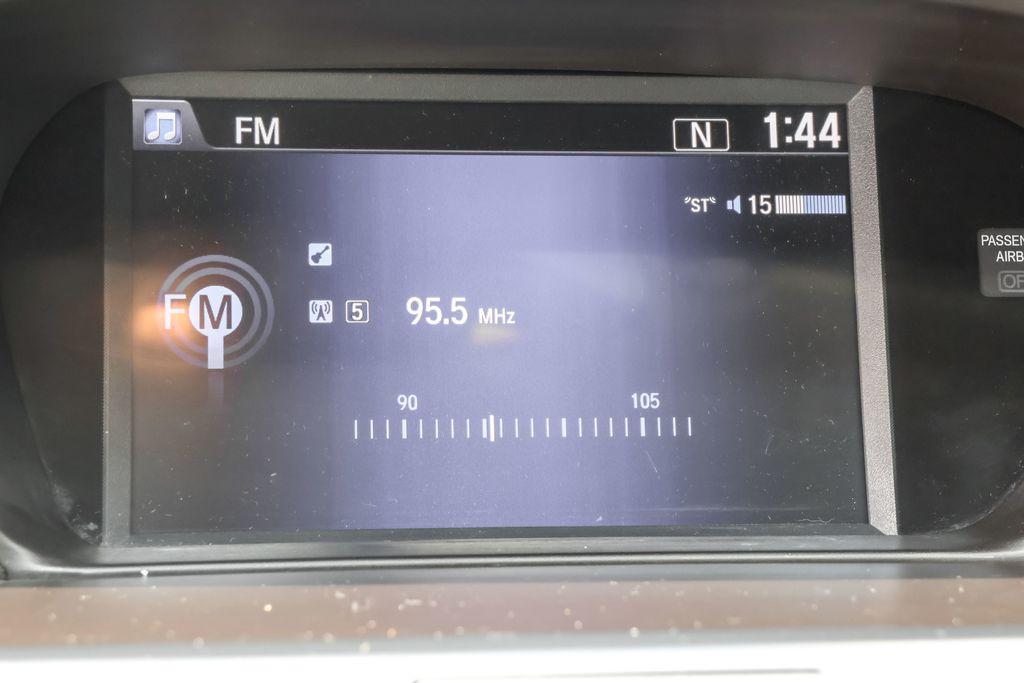 FM N 1:44
"ST" 15
PASSEN
AIRB
OF
FM
5 95.5 MHz
90 105